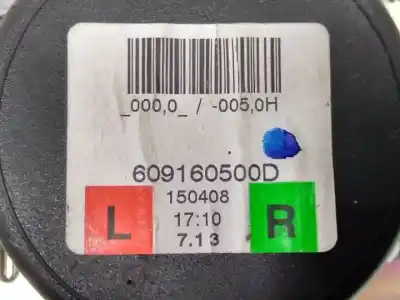 _000,0_ / -005,0H
609160500D
150408
L
17:10
R
7.13